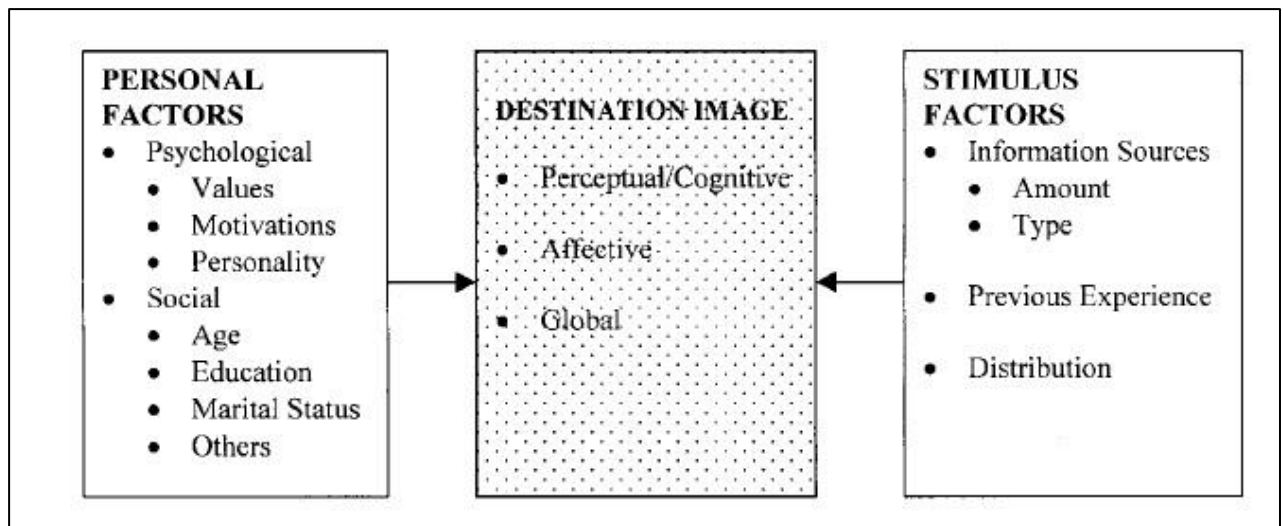 PERSONAL
FACTORS
• Psychological
• Values
• Motivations
• Personality
• Social
• Age
• Education
• Marital Status
• Others
DESTINATION IMAGE
• Perceptual/Cognitive
• Affective
• Global
STIMULUS
FACTORS
• Information Sources
• Amount
• Type
• Previous Experience
• Distribution